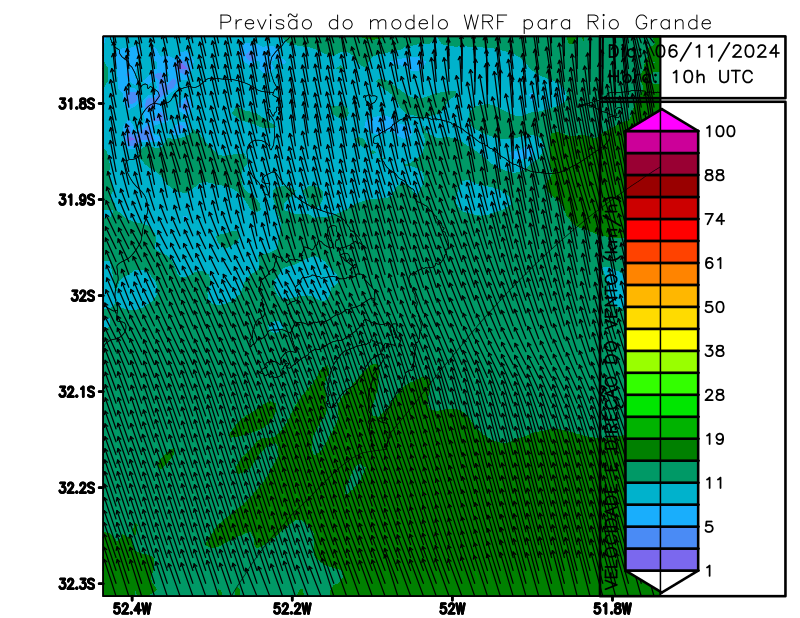 Previsão do modelo WRF para Rio Grande
Dia: 06/11/2024
Hora: 10h UTC
31.8S
31.9S
32S
32.1S
32.2S
32.3S
52.4W
52.2W
52W
51.8W
VELOCIDADE E DIREÇÃO DO VENTO (km/h)
100
88
74
61
50
38
28
19
11
5
1